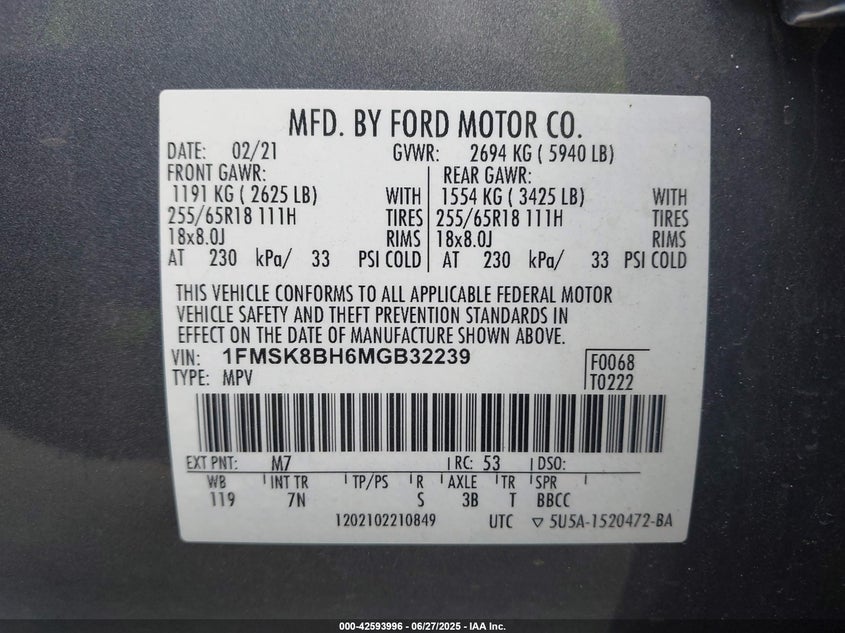 MFD. BY FORD MOTOR CO.
DATE: 02/21 GVWR: 2694 KG ( 5940 LB)
FRONT GAWR: REAR GAWR:
1191 KG ( 2625 LB) WITH 1554 KG ( 3425 LB) WITH
255/65R18 111H TIRES 255/65R18 111H TIRES
18x8.0J RIMS 18x8.0J RIMS
AT 230 kPa/ 33 PSI COLD AT 230 kPa/ 33 PSI COLD
THIS VEHICLE CONFORMS TO ALL APPLICABLE FEDERAL MOTOR
VEHICLE SAFETY AND THEFT PREVENTION STANDARDS IN
EFFECT ON THE DATE OF MANUFACTURE SHOWN ABOVE.
VIN: 1FMSK8BH6MGB32239 F0068
TYPE: MPV T0222
EXT PNT: M7 RC: 53 DSO:
WB INT TR TP/PS R AXLE TR SPR
119 7N S 3B T BBCC
1202102210849 UTC ▽ 5U5A-1520472-BA
000-42593996 - 06/27/2025 - IAA Inc.